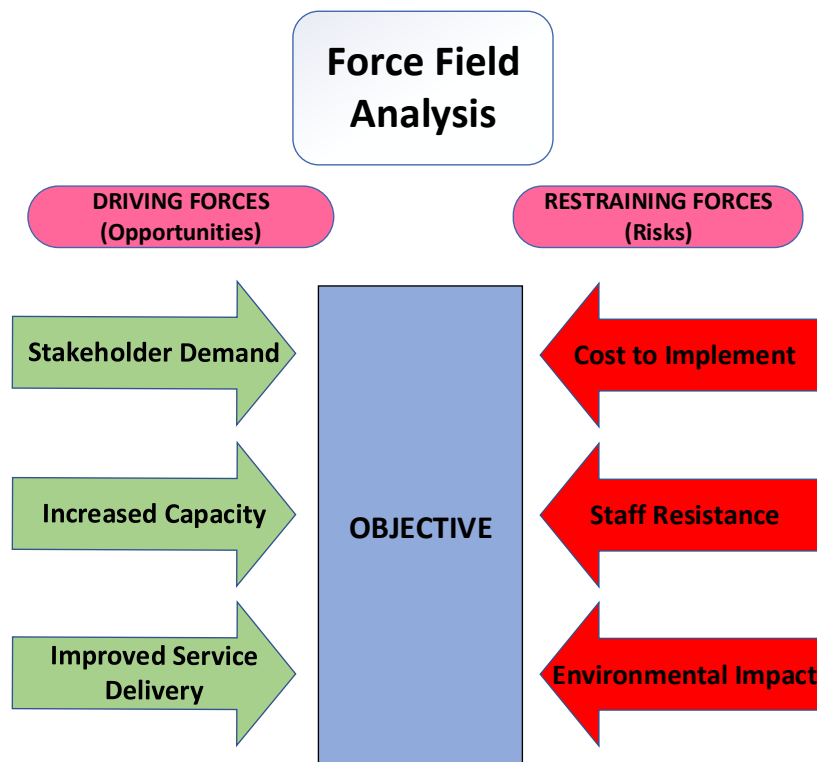 Force Field
Analysis
DRIVING FORCES
(Opportunities)
RESTRAINING FORCES
(Risks)
Stakeholder Demand
Cost to Implement
Increased Capacity
OBJECTIVE
Staff Resistance
Improved Service
Delivery
Environmental Impact